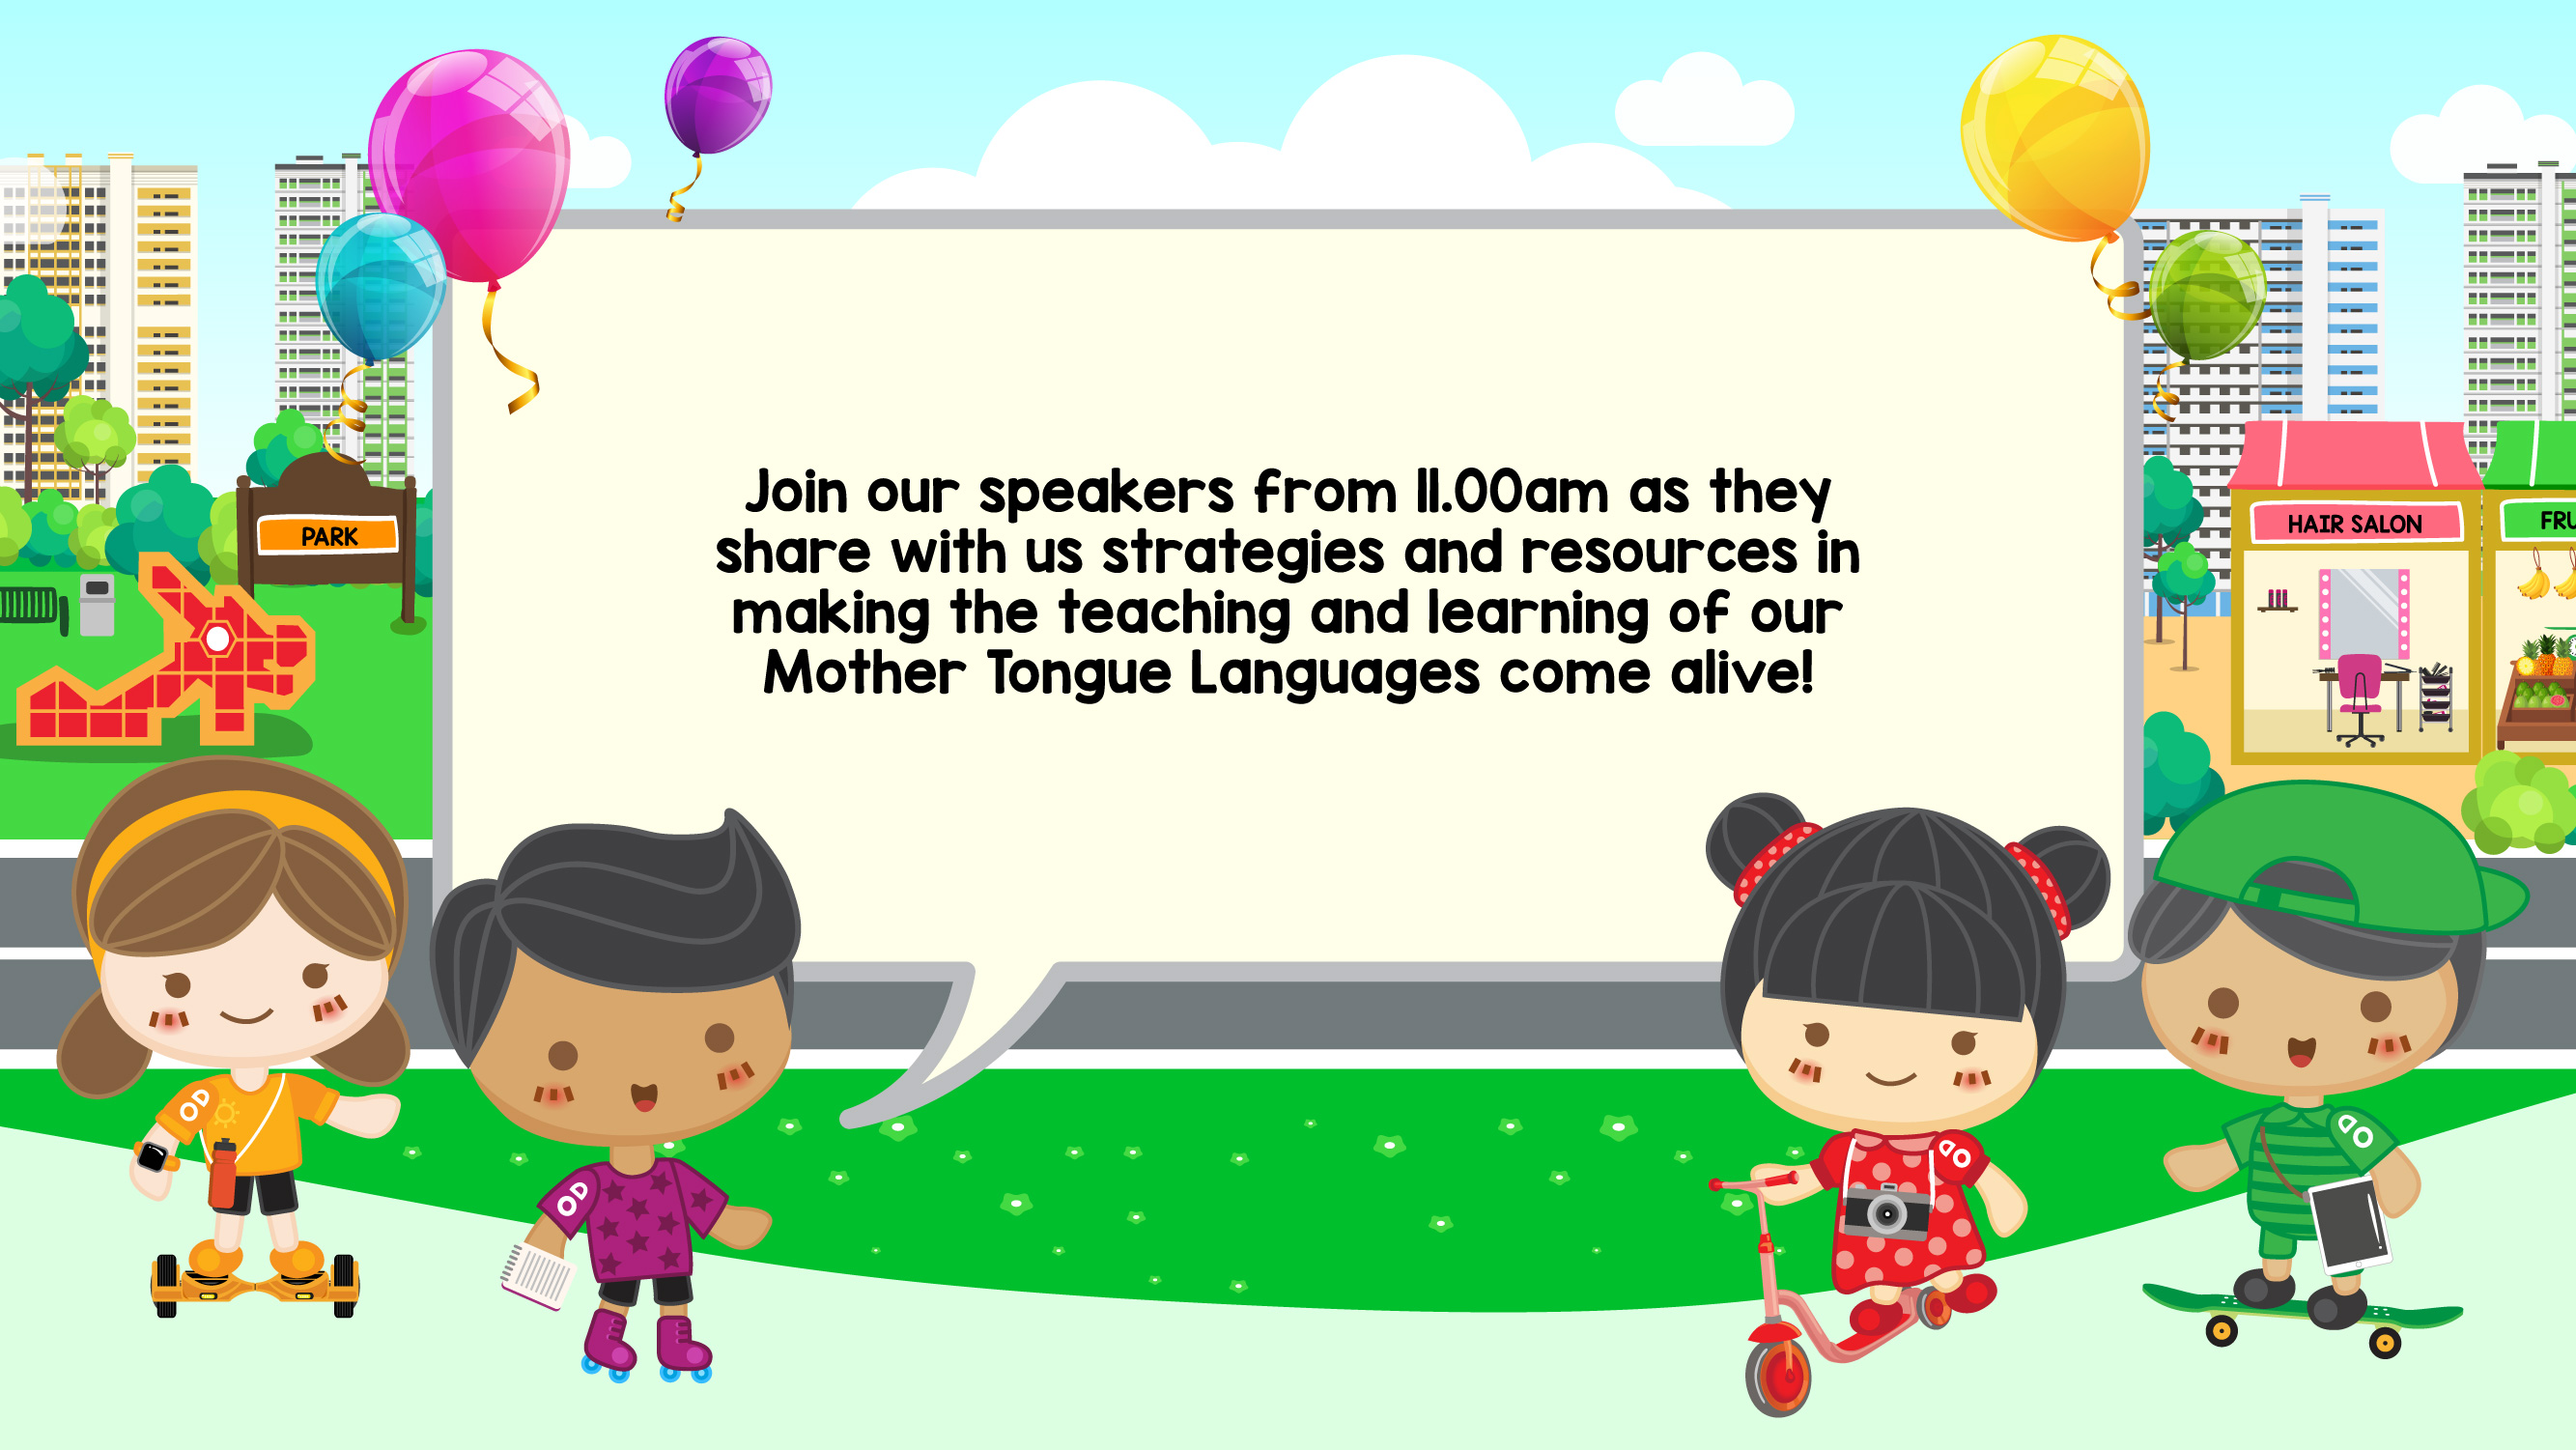 Join our speakers from 11.00am as they
share with us strategies and resources in
making the teaching and learning of our
Mother Tongue Languages come alive!
PARK
HAIR SALON
OD
OD
OD
OD